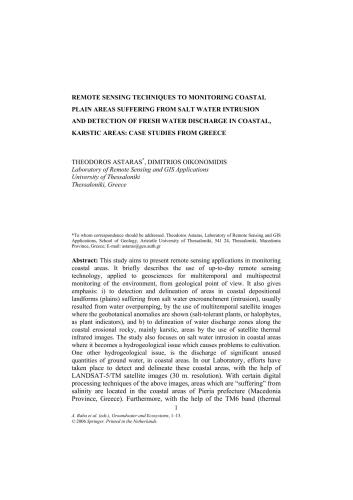 REMOTE SENSING TECHNIQUES TO MONITORING COASTAL
PLAIN AREAS SUFFERING FROM SALT WATER INTRUSION
AND DETECTION OF FRESH WATER DISCHARGE IN COASTAL,
KARSTIC AREAS: CASE STUDIES FROM GREECE
THEODOROS ASTARAS*, DIMITRIOS OIKONOMIDIS
Laboratory of Remote Sensing and GIS Applications
University of Thessaloniki
Thessaloniki, Greece
*To whom correspondence should be addressed. Theodoros Astaras, Laboratory of Remote Sensing and GIS
Applications, School of Geology, Aristotle University of Thessaloniki, 541 24, Thessaloniki, Macedonia
Province, Greece; E-mail: astaras@geo.auth.gr
Abstract: This study aims to present remote sensing applications in monitoring
coastal areas. It briefly describes the use of up-to-day remote sensing
technology, applied to geosciences for multitemporal and multispectral
monitoring of the environment, from geological point of view. It also gives
emphasis: i) to detection and delineation of areas in coastal depositional
landforms (plains) suffering from salt water encroachment (intrusion), usually
resulted from water overpumping, by the use of multitemporal satellite images
where the geobotanical anomalies are shown (salt-tolerant plants, or halophytes,
as plant indicators), and b) to delineation of water discharge zones along the
coastal erosional rocky, mainly karstic, areas by the use of satellite thermal
infrared images. The study also focuses on salt water intrusion in coastal areas
where it becomes a hydrogeological issue which causes problems to cultivation.
One other hydrogeological issue, is the discharge of significant unused
quantities of ground water, in coastal areas. In our Laboratory, efforts have
taken place to detect and delineate these coastal areas, with the help of
LANDSAT-5/TM satellite images (30 m. resolution). With certain digital
processing techniques of the above images, areas which are “suffering” from
salinity are located in the coastal areas of Pieria prefecture (Macedonia
Province, Greece). Furthermore, with the help of the TM6 band (thermal
1
A. Baba et al. (eds.), Groundwater and Ecosystems, 1–13.
© 2006 Springer. Printed in the Netherlands.